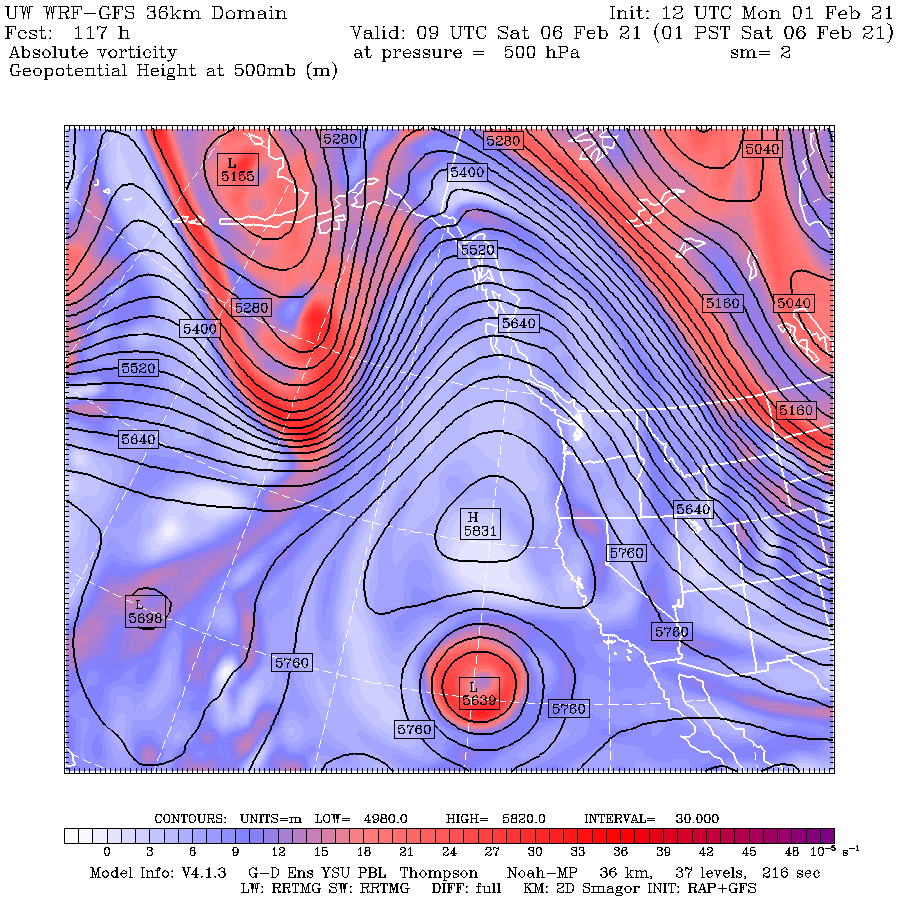 UW WRF-GFS 36km Domain Init: 12 UTC Mon 01 Feb 21
Fcst: 117 h Valid: 09 UTC Sat 06 Feb 21 (01 PST Sat 06 Feb 21)
Absolute vorticity at pressure = 500 hPa sm= 2
Geopotential Height at 500mb (m)
5280 5280 5040
L
5155 5400
5520
5280 5160 5040
5400 5640
5520
5160
5640
5640
H
5831
5760
L
5698
5760
5760
L
5639
5760
5760
CONTOURS: UNITS=m LOW= 4980.0 HIGH= 5820.0 INTERVAL= 30.000
0 3 6 9 12 15 18 21 24 27 30 33 36 39 42 45 48 10⁻⁵ s⁻¹
Model Info: V4.1.3 G-D Ens YSU PBL Thompson Noah-MP 36 km, 37 levels, 216 sec
LW: RRTMG SW: RRTMG DIFF: full KM: 2D Smagor INIT: RAP+GFS